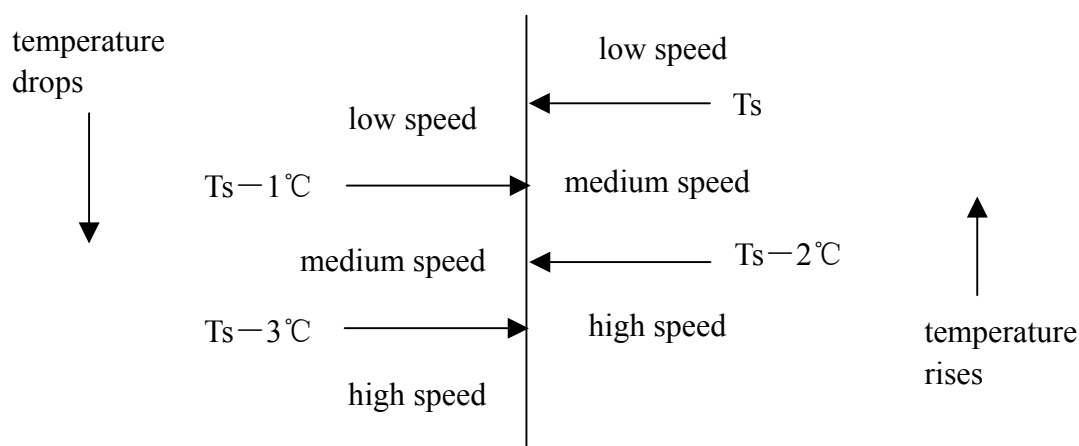 temperature
drops
low speed
Ts
low speed
Ts－1℃
medium speed
medium speed
Ts－2℃
Ts－3℃
high speed
temperature
rises
high speed